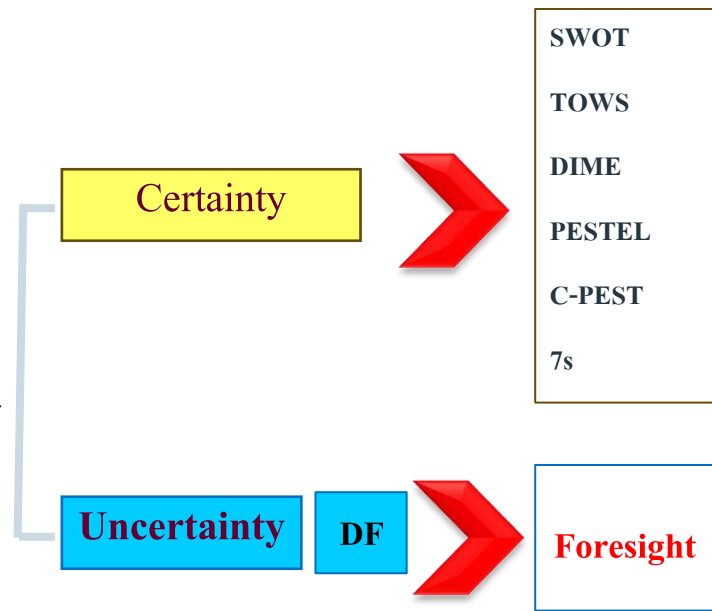 SWOT
TOWS
DIME
PESTEL
C-PEST
7s
Certainty
Uncertainty
DF
Foresight